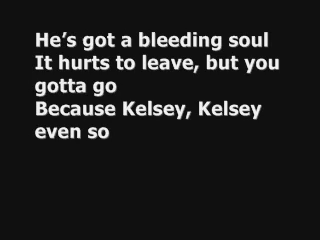 He's got a bleeding soul
It hurts to leave, but you
gotta go
Because Kelsey, Kelsey
even so